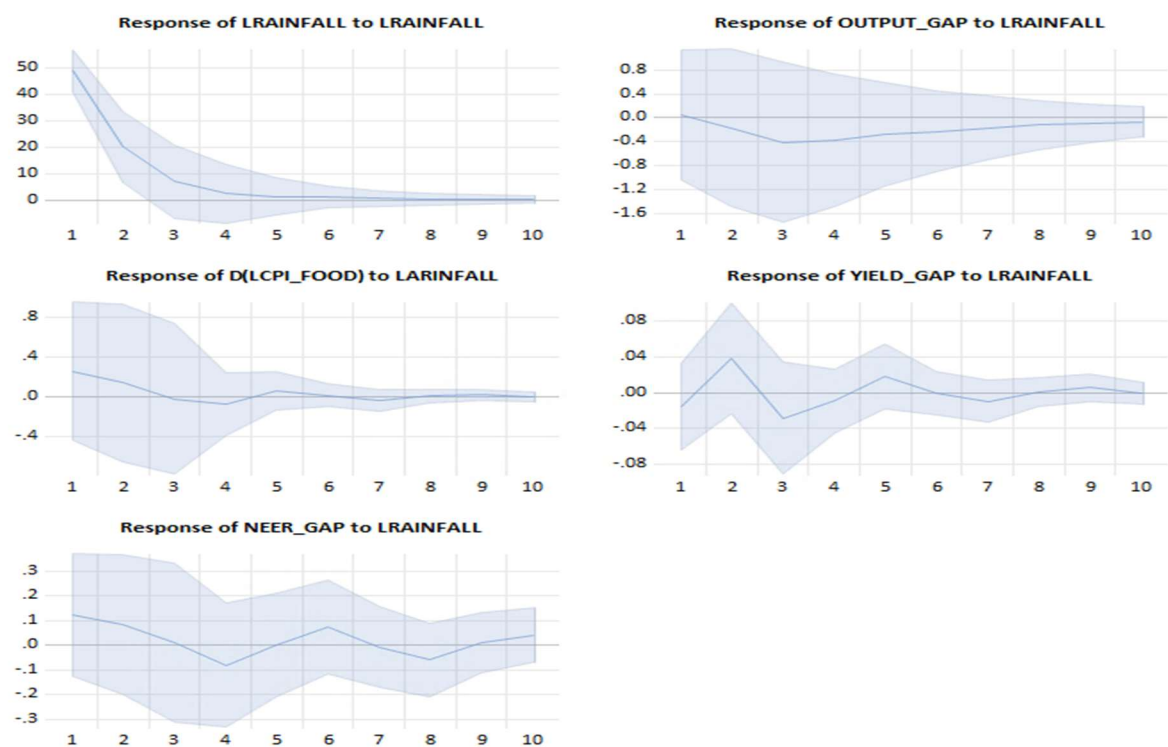 Response of LRAINFALL to LRAINFALL
50
40
30
20
10
0
1 2 3 4 5 6 7 8 9 10
Response of OUTPUT_GAP to LRAINFALL
0.8
0.4
0.0
-0.4
-0.8
-1.2
-1.6
1 2 3 4 5 6 7 8 9 10
Response of D(LCPI_FOOD) to LARINFALL
.8
.4
.0
-.4
1 2 3 4 5 6 7 8 9 10
Response of YIELD_GAP to LRAINFALL
.08
.04
.00
-.04
-.08
1 2 3 4 5 6 7 8 9 10
Response of NEER_GAP to LRAINFALL
.3
.2
.1
.0
-.1
-.2
-.3
1 2 3 4 5 6 7 8 9 10